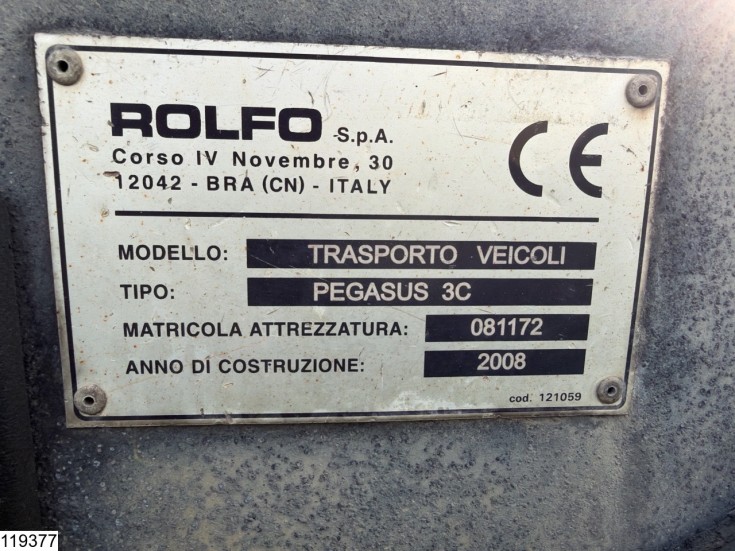 ROLFO S.p.A.
Corso IV Novembre, 30
12042 - BRA (CN) - ITALY
CE
MODELLO: TRASPORTO VEICOLI
TIPO: PEGASUS 3C
MATRICOLA ATTREZZATURA: 081172
ANNO DI COSTRUZIONE: 2008
cod. 121059
119377